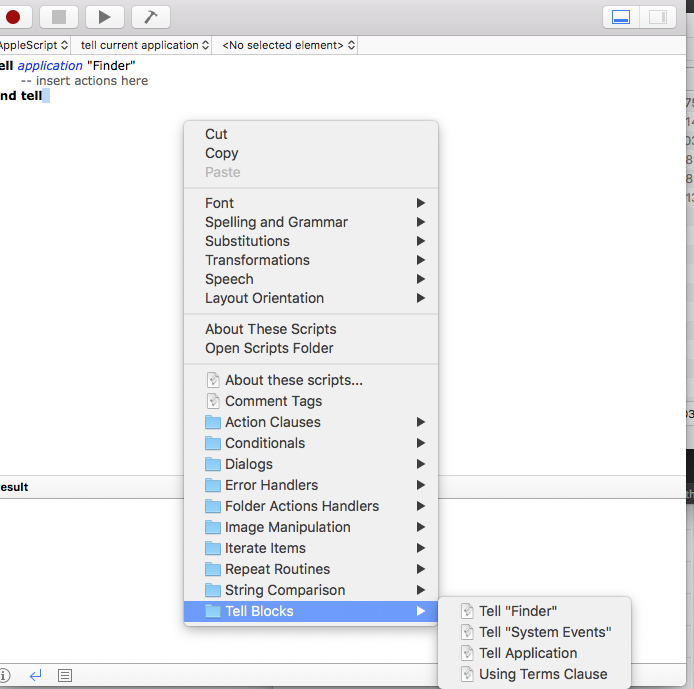 AppleScript tell current application <No selected element>
ell application "Finder"
-- insert actions here
nd tell
Cut
Copy
Paste
Font
Spelling and Grammar
Substitutions
Transformations
Speech
Layout Orientation
About These Scripts
Open Scripts Folder
About these scripts...
Comment Tags
Action Clauses
Conditionals
Dialogs
Error Handlers
Folder Actions Handlers
Image Manipulation
Iterate Items
Repeat Routines
String Comparison
Tell Blocks
Tell "Finder"
Tell "System Events"
Tell Application
Using Terms Clause
esult